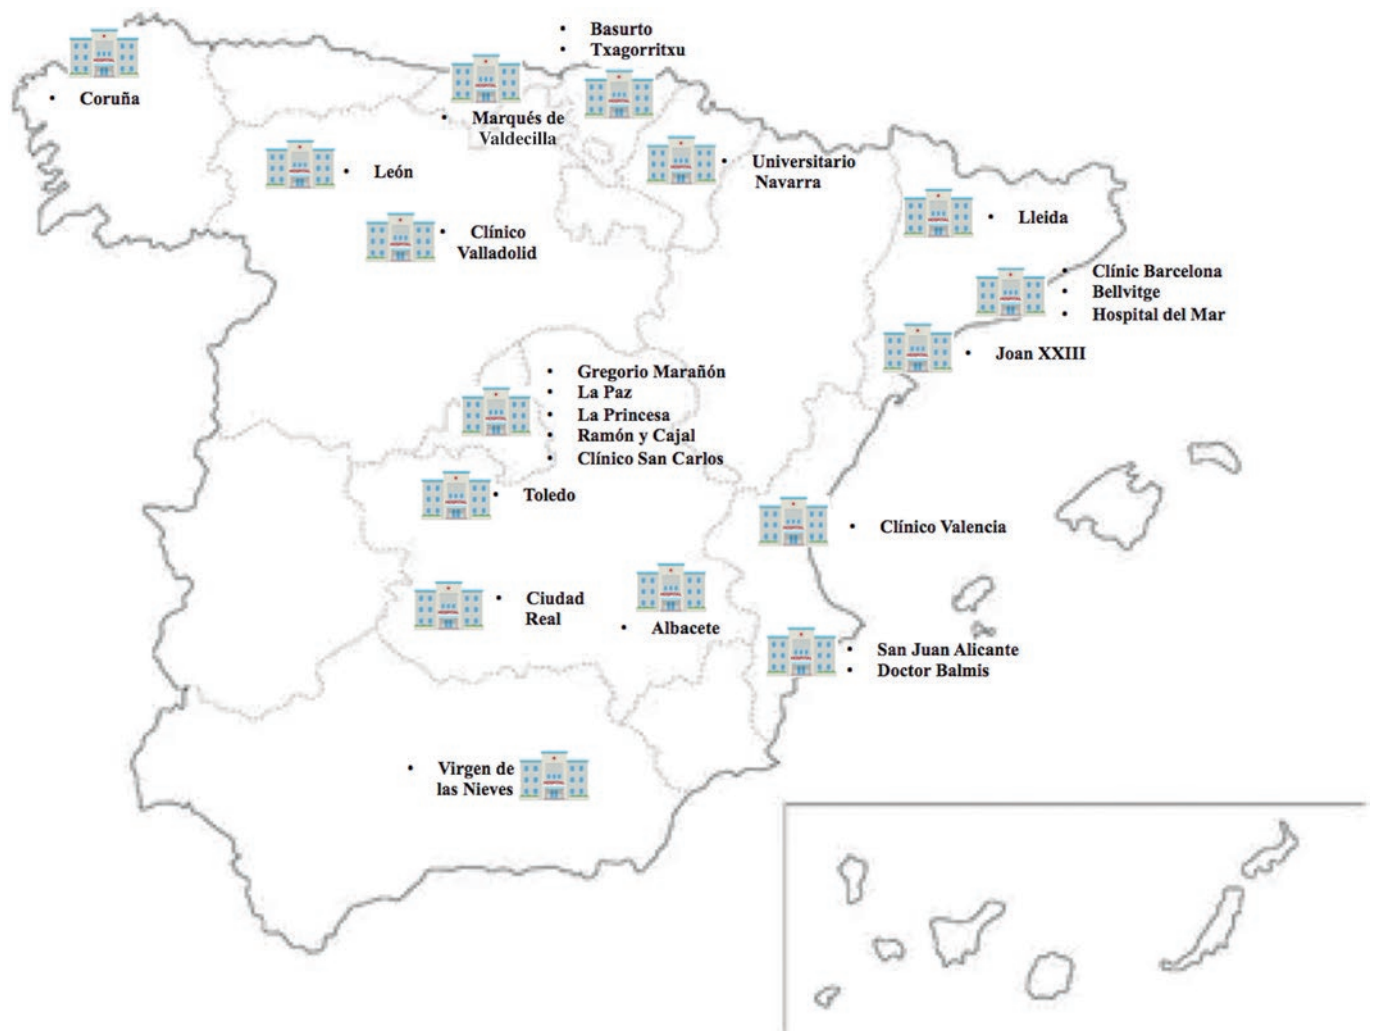 • Basurto
• Txagorritxu
• Coruña
• Marqués de
Valdecilla
• León
• Universitario
Navarra
• Clínico
Valladolid
• Lleida
• Clínic Barcelona
• Bellvitge
• Hospital del Mar
• Joan XXIII
• Gregorio Marañón
• La Paz
• La Princesa
• Ramón y Cajal
• Clínico San Carlos
• Toledo
• Clínico Valencia
• Ciudad
Real
• Albacete
• San Juan Alicante
• Doctor Balmis
• Virgen de
las Nieves